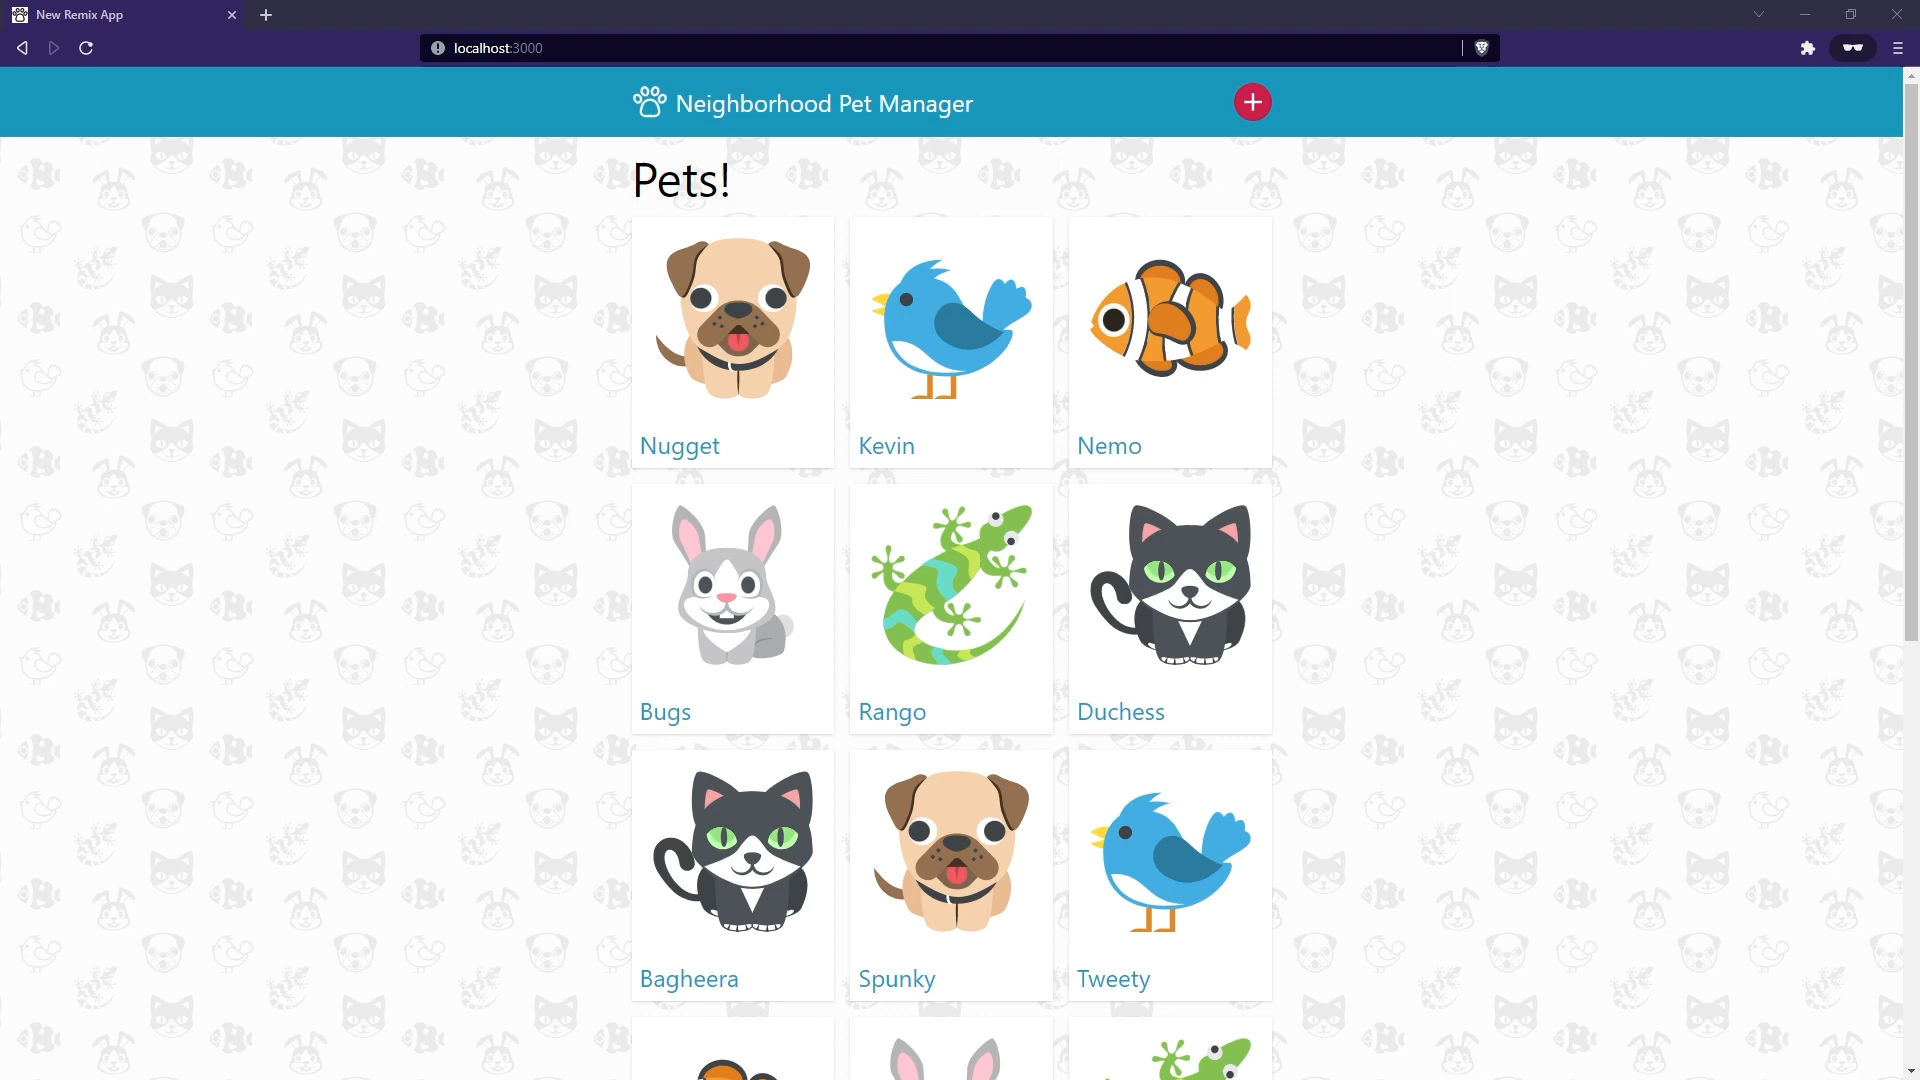 New Remix App
localhost:3000
Neighborhood Pet Manager
Pets!
Nugget
Kevin
Nemo
Bugs
Rango
Duchess
Bagheera
Spunky
Tweety